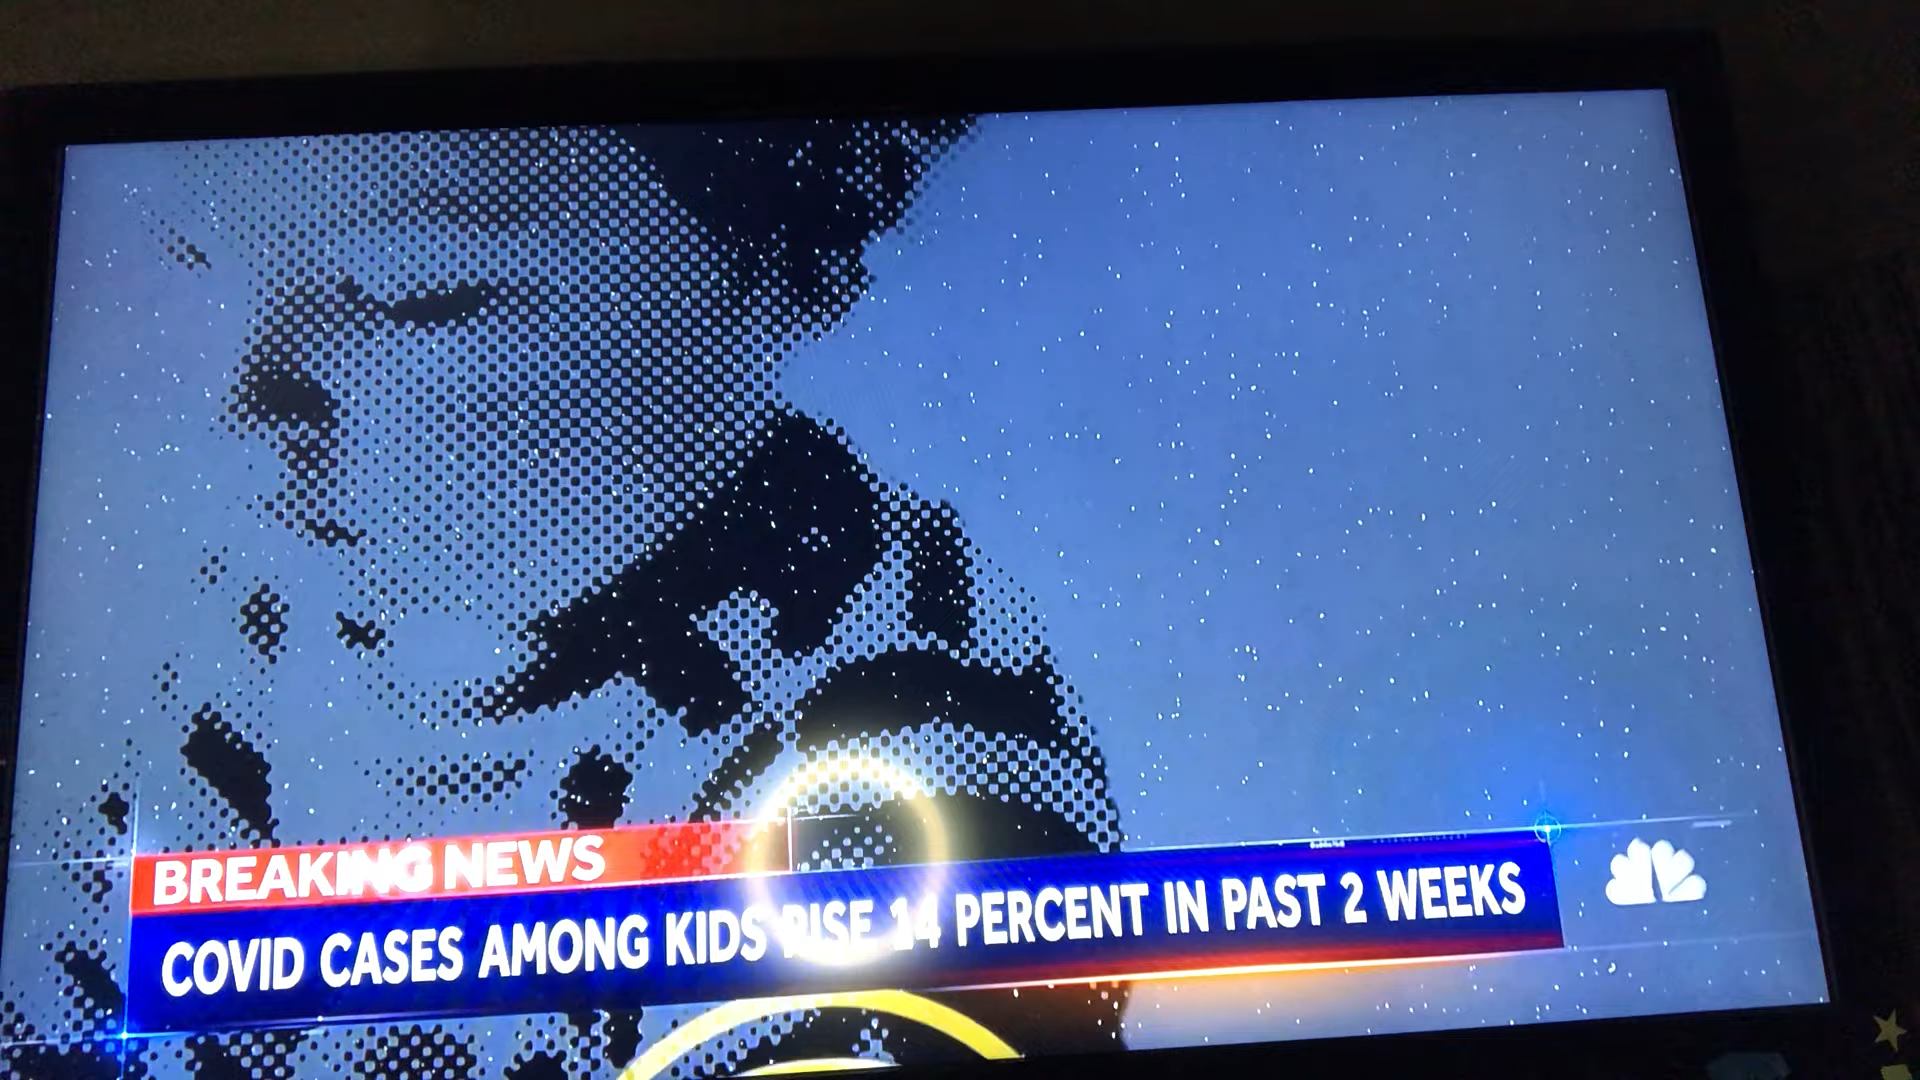 BREAKING NEWS
COVID CASES AMONG KIDS RISE 14 PERCENT IN PAST 2 WEEKS